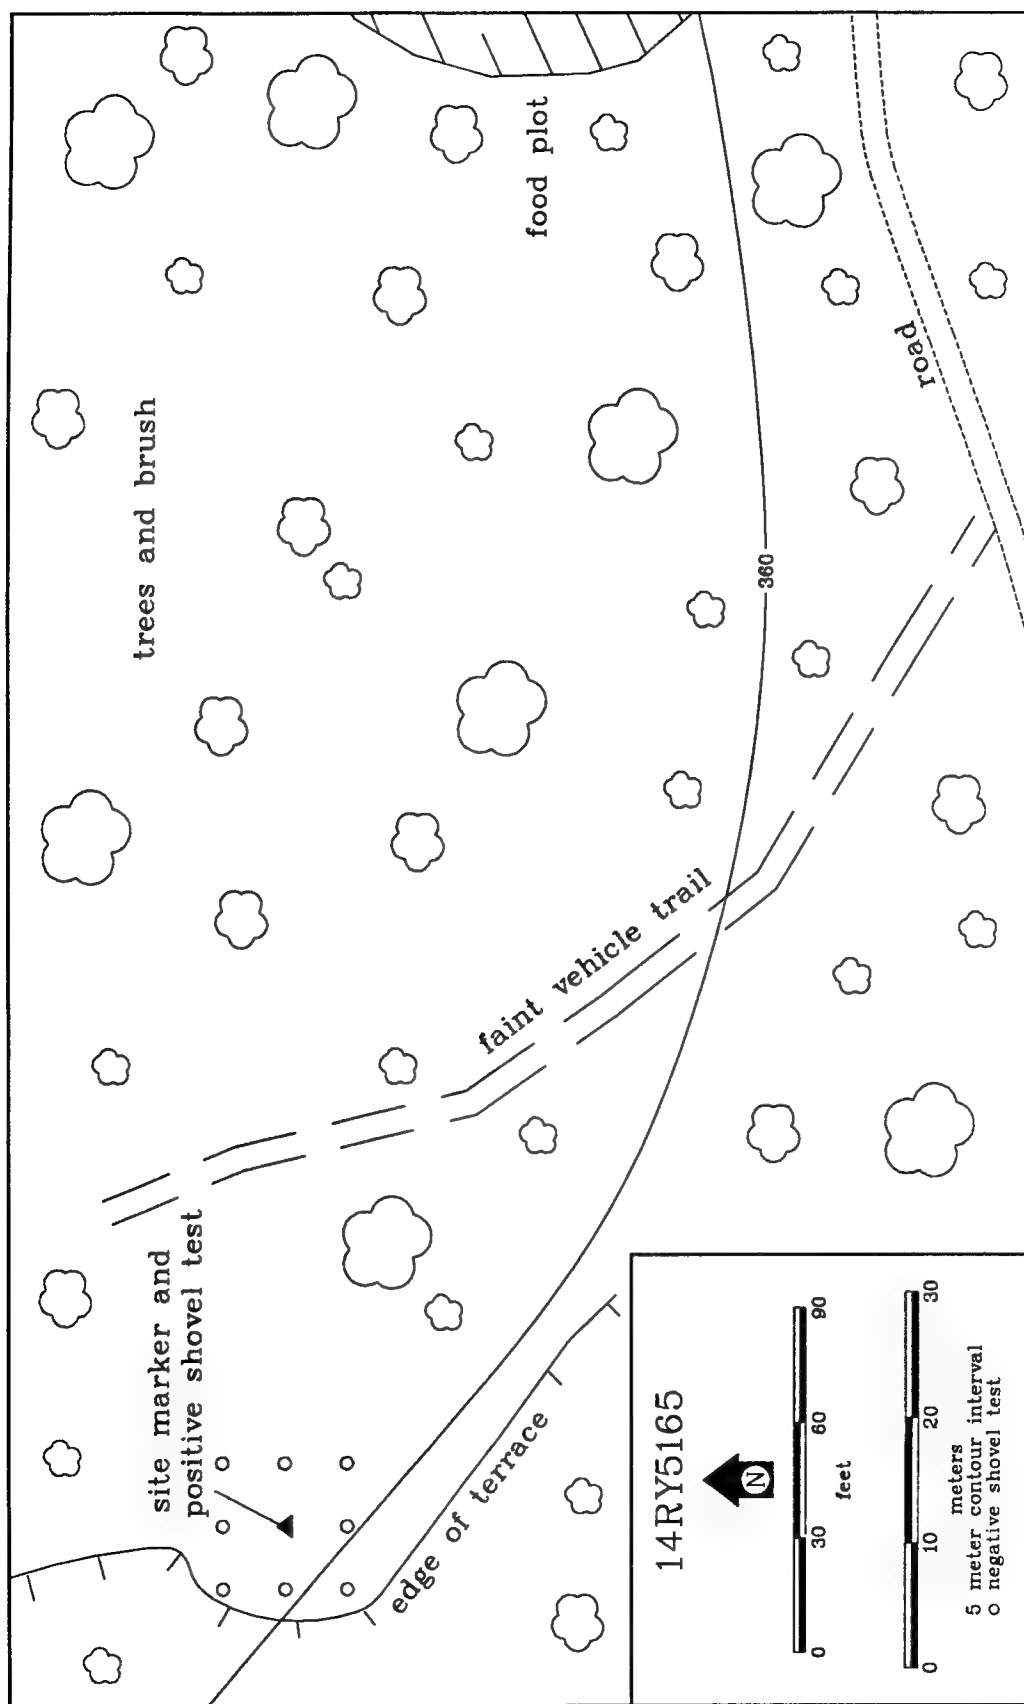 trees and brush
food plot
road
360
faint vehicle trail
site marker and
positive shovel test
edge of terrace
14RY5165
N
0 30 60 90
feet
0 10 20 30
meters
5 meter contour interval
o negative shovel test